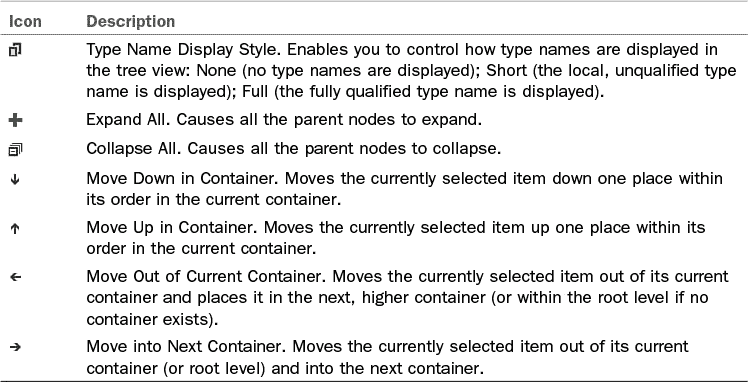 Icon Description
Type Name Display Style. Enables you to control how type names are displayed in
the tree view: None (no type names are displayed); Short (the local, unqualified type
name is displayed); Full (the fully qualified type name is displayed).
Expand All. Causes all the parent nodes to expand.
Collapse All. Causes all the parent nodes to collapse.
Move Down in Container. Moves the currently selected item down one place within
its order in the current container.
Move Up in Container. Moves the currently selected item up one place within its
order in the current container.
Move Out of Current Container. Moves the currently selected item out of its current
container and places it in the next, higher container (or within the root level if no
container exists).
Move into Next Container. Moves the currently selected item out of its current
container (or root level) and into the next container.